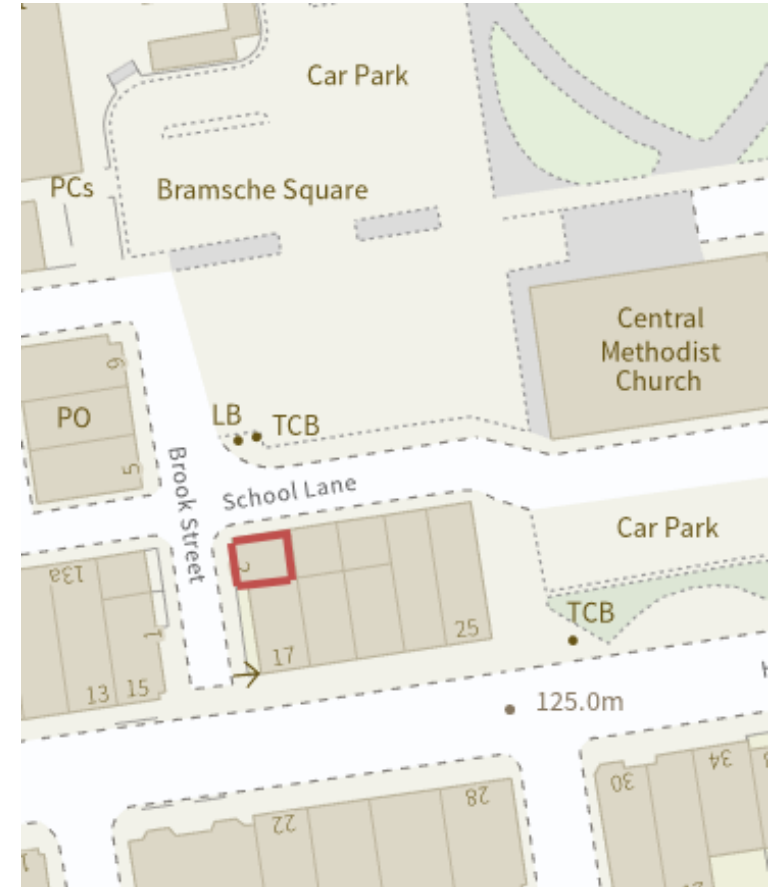 Car Park
PCs
Bramsche Square
Central
Methodist
Church
9
PO
LB
TCB
5
Brook Street
School Lane
Car Park
13a
2
TCB
1
17
25
13
15
125.0m
28
22
34
30